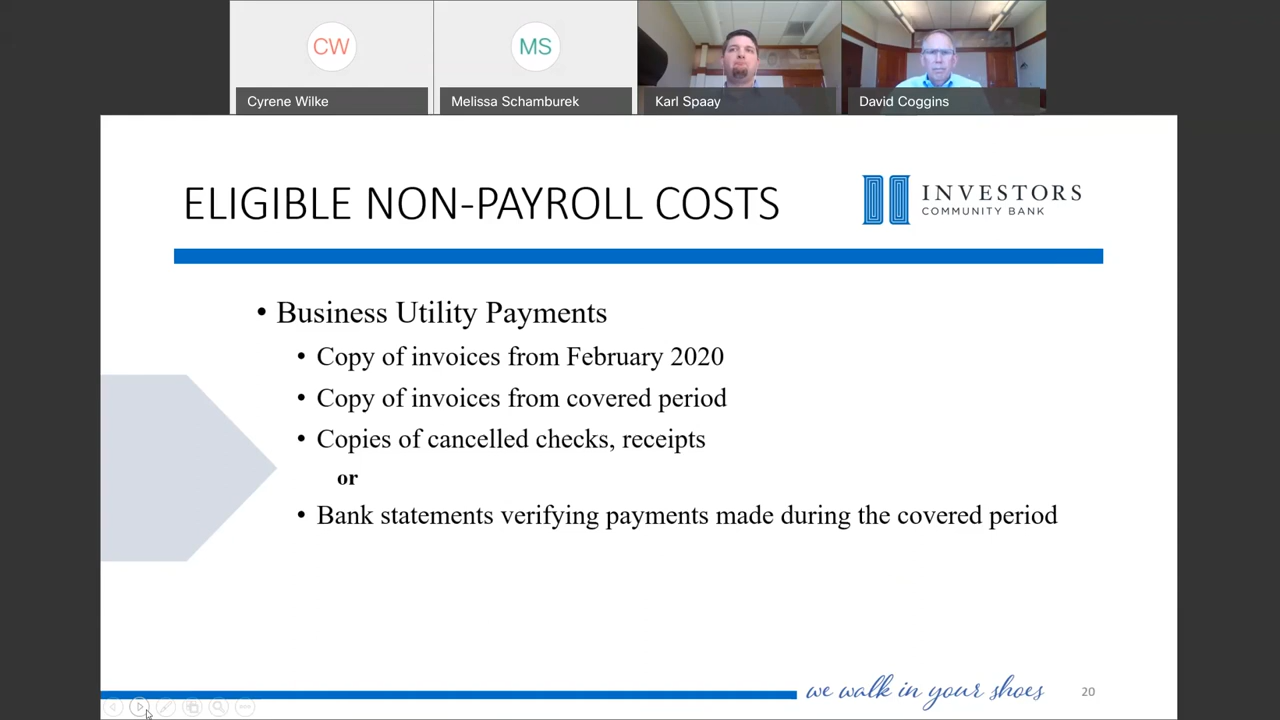 CW
MS
Cyrene Wilke
Melissa Schamburek
Karl Spaay
David Coggins
ELIGIBLE NON-PAYROLL COSTS
INVESTORS
COMMUNITY BANK
• Business Utility Payments
• Copy of invoices from February 2020
• Copy of invoices from covered period
• Copies of cancelled checks, receipts
or
• Bank statements verifying payments made during the covered period
we walk in your shoes
20